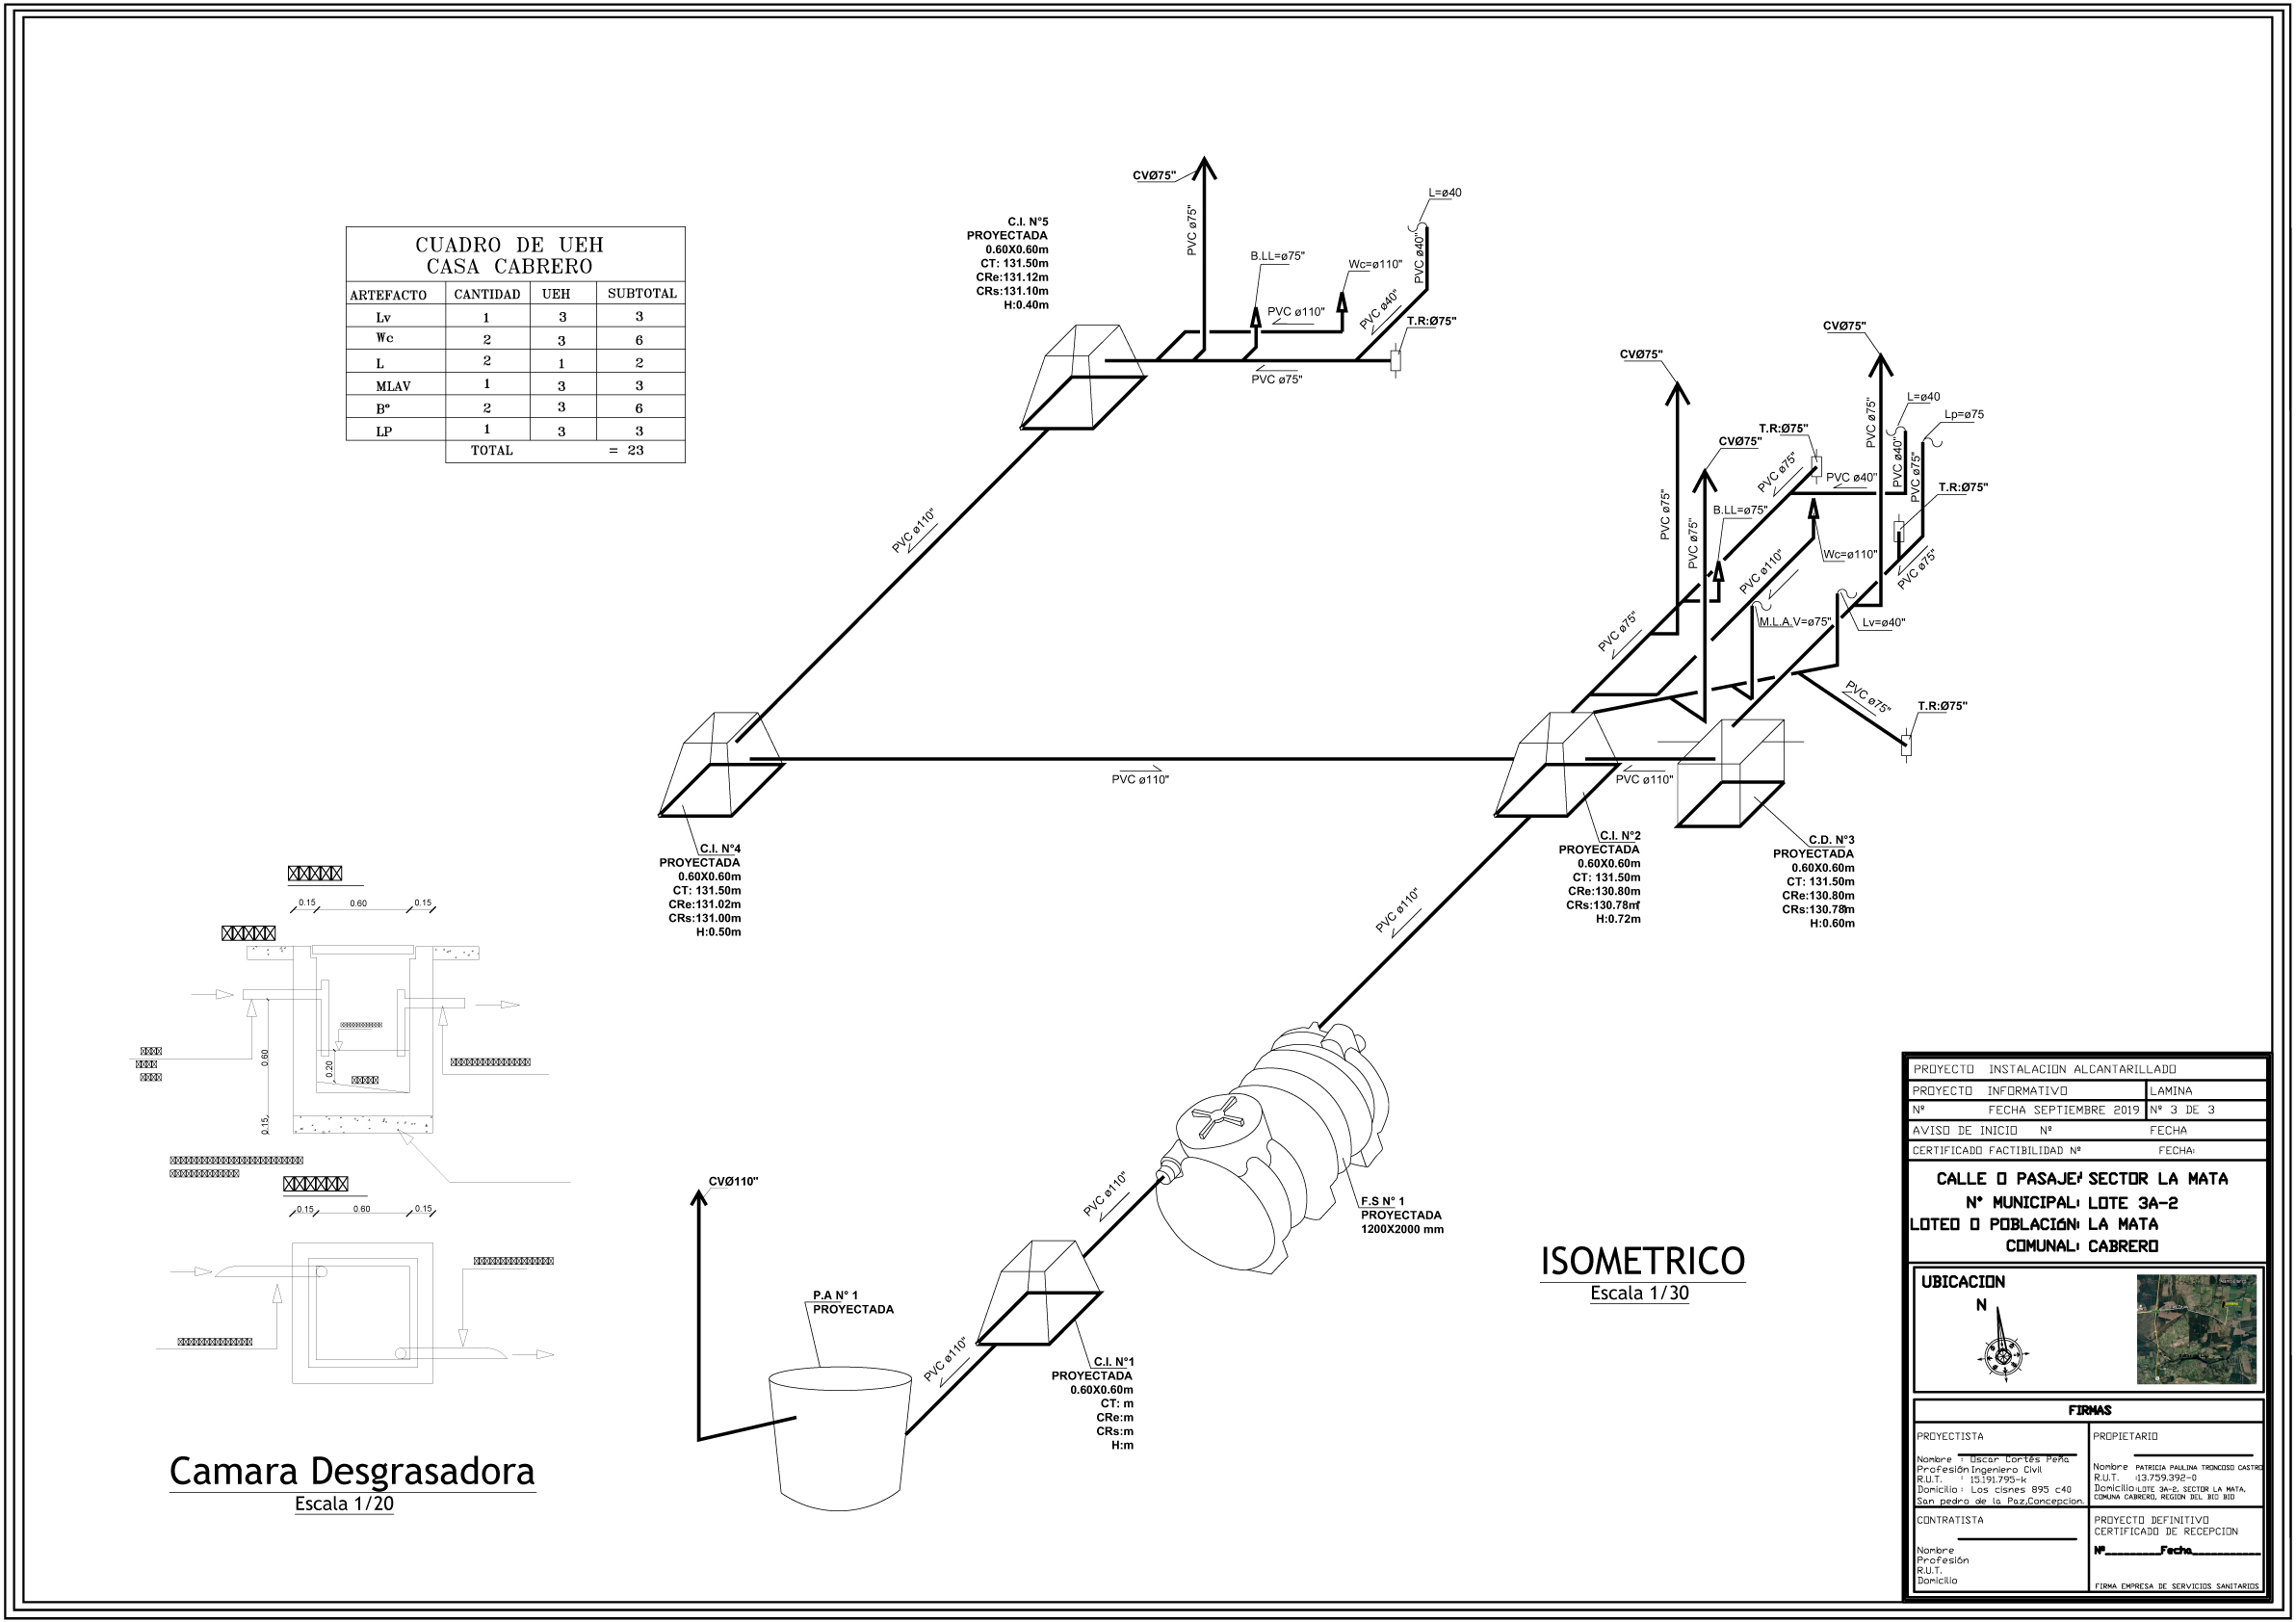 CUADRO DE UEH
CASA CABRERO
ARTEFACTO CANTIDAD UEH SUBTOTAL
Lv 1 3 3
Wc 2 3 6
L 2 1 2
MLAV 1 3 3
Bº 2 3 6
LP 1 3 3
TOTAL = 23
C.I. N°5
PROYECTADA
0.60X0.60m
CT: 131.50m
CRe:131.12m
CRs:131.10m
H:0.40m
CVØ75"
PVC ø75"
B.LL=ø75"
Wc=ø110"
PVC ø110"
L=ø40
PVC ø40"
PVC ø40"
T.R:Ø75"
PVC ø75"
PVC ø110"
CVØ75"
PVC ø75"
CVØ75"
PVC ø75"
T.R:Ø75"
PVC ø75"
CVØ75"
PVC ø75"
L=ø40
Lp=ø75
PVC ø40"
PVC ø40"
PVC ø75"
T.R:Ø75"
B.LL=ø75"
Wc=ø110"
PVC ø110"
PVC ø75"
PVC ø75"
M.L.A.V=ø75"
Lv=ø40"
PVC ø75"
T.R:Ø75"
PVC ø110"
PVC ø110"
C.I. N°4
PROYECTADA
0.60X0.60m
CT: 131.50m
CRe:131.02m
CRs:131.00m
H:0.50m
C.I. N°2
PROYECTADA
0.60X0.60m
CT: 131.50m
CRe:130.80m
CRs:130.78m
H:0.72m
C.D. N°3
PROYECTADA
0.60X0.60m
CT: 131.50m
CRe:130.80m
CRs:130.78m
H:0.60m
PVC ø110"
F.S N° 1
PROYECTADA
1200X2000 mm
PVC ø110"
C.I. N°1
PROYECTADA
0.60X0.60m
CT: m
CRe:m
CRs:m
H:m
PVC ø110"
P.A N° 1
PROYECTADA
CVØ110"
ISOMETRICO
Escala 1/30
0.15 0.60 0.15
0.60
0.20
0.15
0.15 0.60 0.15
Camara Desgrasadora
Escala 1/20
PROYECTO INSTALACION ALCANTARILLADO
PROYECTO INFORMATIVO LAMINA
Nº FECHA SEPTIEMBRE 2019 Nº 3 DE 3
AVISO DE INICIO Nº FECHA
CERTIFICADO FACTIBILIDAD Nº FECHA:
CALLE O PASAJE: SECTOR LA MATA
Nº MUNICIPAL: LOTE 3A-2
LOTEO O POBLACIÓN: LA MATA
COMUNAL: CABRERO
UBICACION
N
FIRMAS
PROYECTISTA
Nombre : Oscar Cortés Peña
Profesión Ingeniero Civil
R.U.T. : 15.191.795-k
Domicilio : Los cisnes 895 c40
San pedro de la Paz,Concepcion.
PROPIETARIO
Nombre PATRICIA PAULINA TRONCOSO CASTRO
R.U.T. :13.759.392-0
Domicilio:LOTE 3A-2, SECTOR LA MATA,
COMUNA CABRERO, REGION DEL BIO BIO
CONTRATISTA
Nombre
Profesión
R.U.T.
Domicilio
PROYECTO DEFINITIVO
CERTIFICADO DE RECEPCION
Nº________Fecha__________
FIRMA EMPRESA DE SERVICIOS SANITARIOS